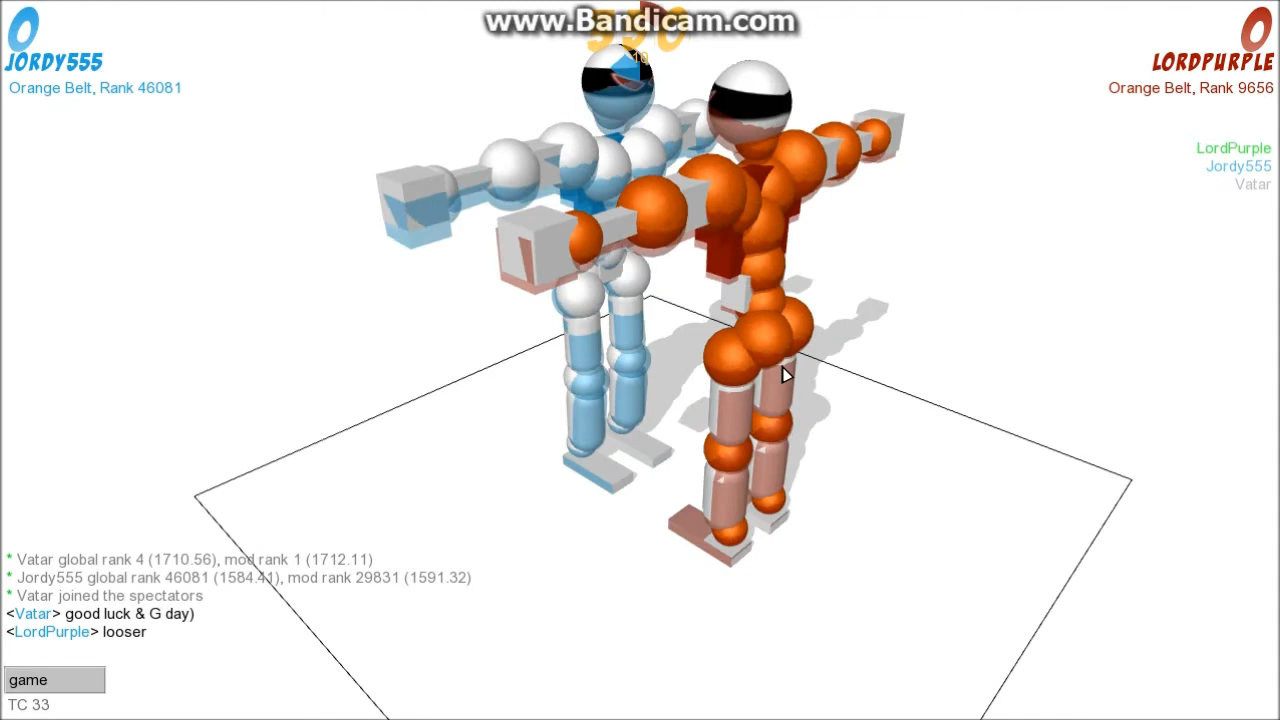 www.Bandicam.com
0
JORDY555
Orange Belt, Rank 46081
0
LORDPURPLE
Orange Belt, Rank 9656
LordPurple
Jordy555
Vatar
* Vatar global rank 4 (1710.56), mod rank 1 (1712.11)
* Jordy555 global rank 46081 (1584.41), mod rank 29831 (1591.32)
* Vatar joined the spectators
<Vatar> good luck & G day)
<LordPurple> looser
game
TC 33